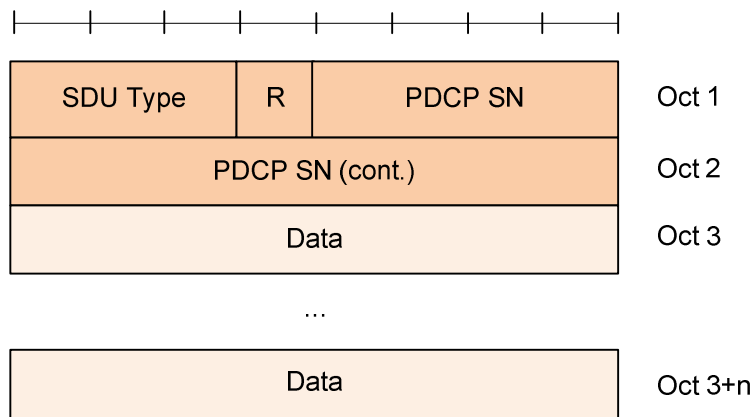 SDU Type R PDCP SN Oct 1
PDCP SN (cont.) Oct 2
Data Oct 3
...
Data Oct 3+n